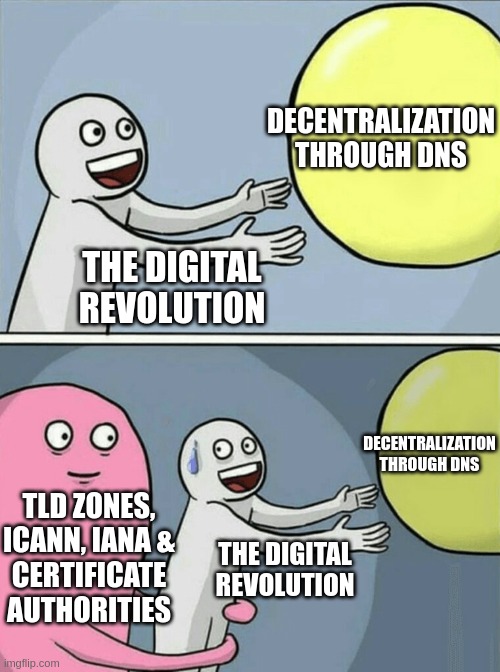 DECENTRALIZATION
THROUGH DNS
THE DIGITAL
REVOLUTION
DECENTRALIZATION
THROUGH DNS
TLD ZONES,
ICANN, IANA &
CERTIFICATE
AUTHORITIES
THE DIGITAL
REVOLUTION
imgflip.com